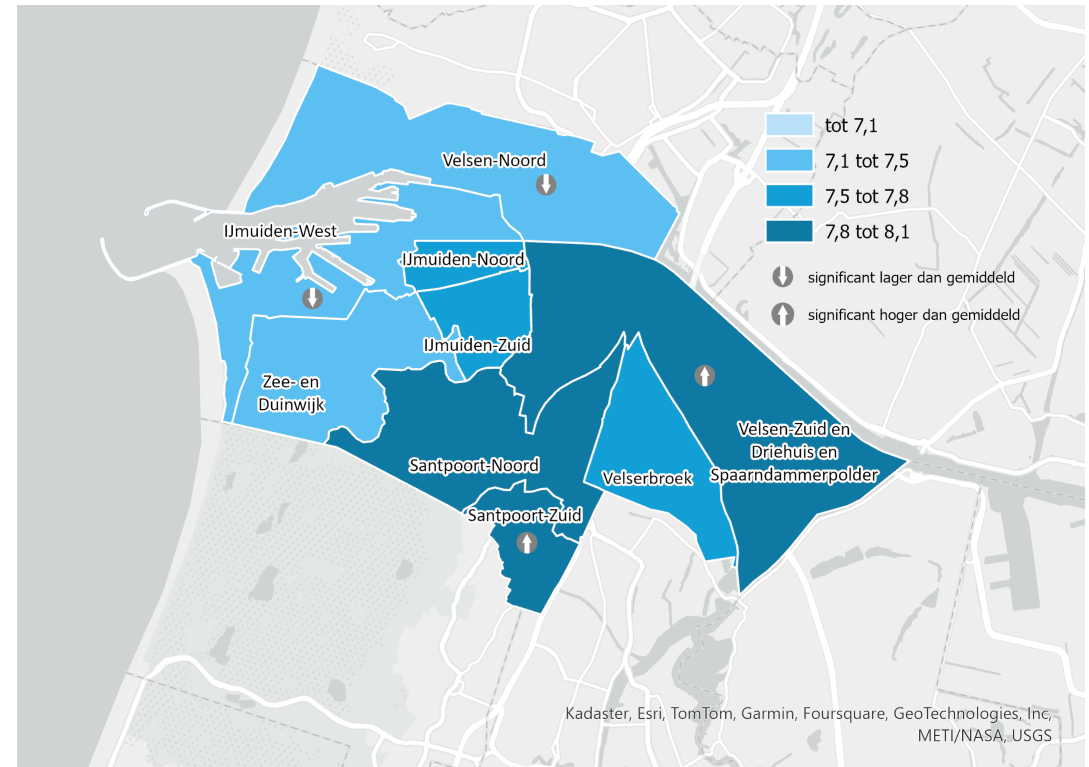 tot 7,1
7,1 tot 7,5
7,5 tot 7,8
7,8 tot 8,1
significant lager dan gemiddeld
significant hoger dan gemiddeld
Velsen-Noord
IJmuiden-West
IJmuiden-Noord
IJmuiden-Zuid
Zee- en
Duinwijk
Velsen-Zuid en
Driehuis en
Spaarndammerpolder
Santpoort-Noord
Velserbroek
Santpoort-Zuid
Kadaster, Esri, TomTom, Garmin, Foursquare, GeoTechnologies, Inc,
METI/NASA, USGS